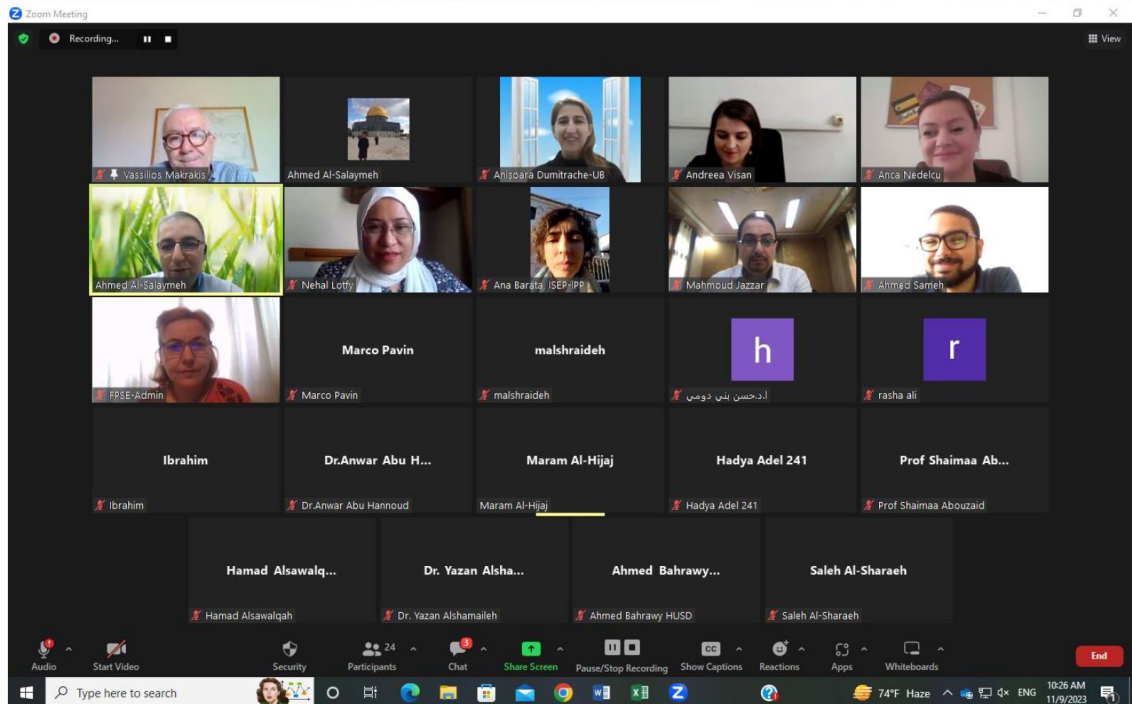 Zoom Meeting
Recording...
View
Vassilios Makrakis
Ahmed Al-Salaymeh
Anisoara Dumitrache-UB
Andreea Visan
Anca Nedelcu
Ahmed Al-Salaymeh
Nehal Lotfy
Ana Barata_ISEP-IPP
Mahmoud Jazzar
Ahmed Sameh
FPSE-Admin
Marco Pavin
Marco Pavin
malshraideh
malshraideh
h
ا.د.حسن بني دومي
r
rasha ali
Ibrahim
Ibrahim
Dr.Anwar Abu H...
Dr.Anwar Abu Hannoud
Maram Al-Hijaj
Maram Al-Hijaj
Hadya Adel 241
Hadya Adel 241
Prof Shaimaa Ab...
Prof Shaimaa Abouzaid
Hamad Alsawalq...
Hamad Alsawalqah
Dr. Yazan Alsha...
Dr. Yazan Alshamaileh
Ahmed Bahrawy...
Ahmed Bahrawy HUSD
Saleh Al-Sharaeh
Saleh Al-Sharaeh
Audio
Start Video
Security
24
Participants
3
Chat
Share Screen
Pause/Stop Recording
CC
Show Captions
Reactions
Apps
Whiteboards
End
Type here to search
74°F Haze
ENG
10:26 AM
11/9/2023